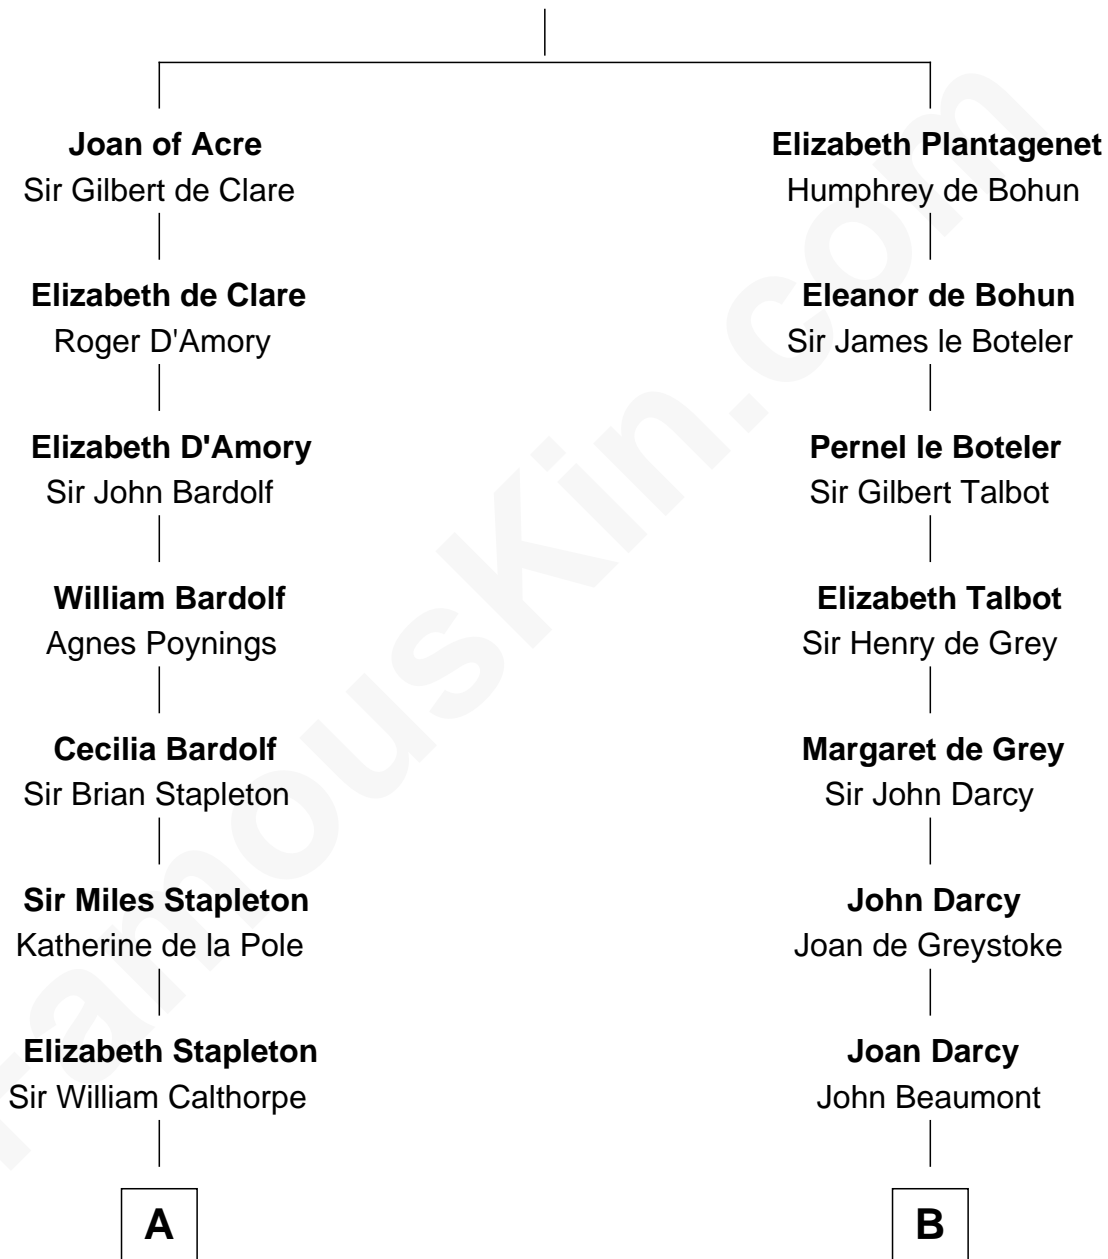 Joan of Acre
Sir Gilbert de Clare
Elizabeth de Clare
Roger D'Amory
Elizabeth D'Amory
Sir John Bardolf
William Bardolf
Agnes Poynings
Cecilia Bardolf
Sir Brian Stapleton
Sir Miles Stapleton
Katherine de la Pole
Elizabeth Stapleton
Sir William Calthorpe
A
Elizabeth Plantagenet
Humphrey de Bohun
Eleanor de Bohun
Sir James le Boteler
Pernel le Boteler
Sir Gilbert Talbot
Elizabeth Talbot
Sir Henry de Grey
Margaret de Grey
Sir John Darcy
John Darcy
Joan de Greystoke
Joan Darcy
John Beaumont
B
FamousKin.com